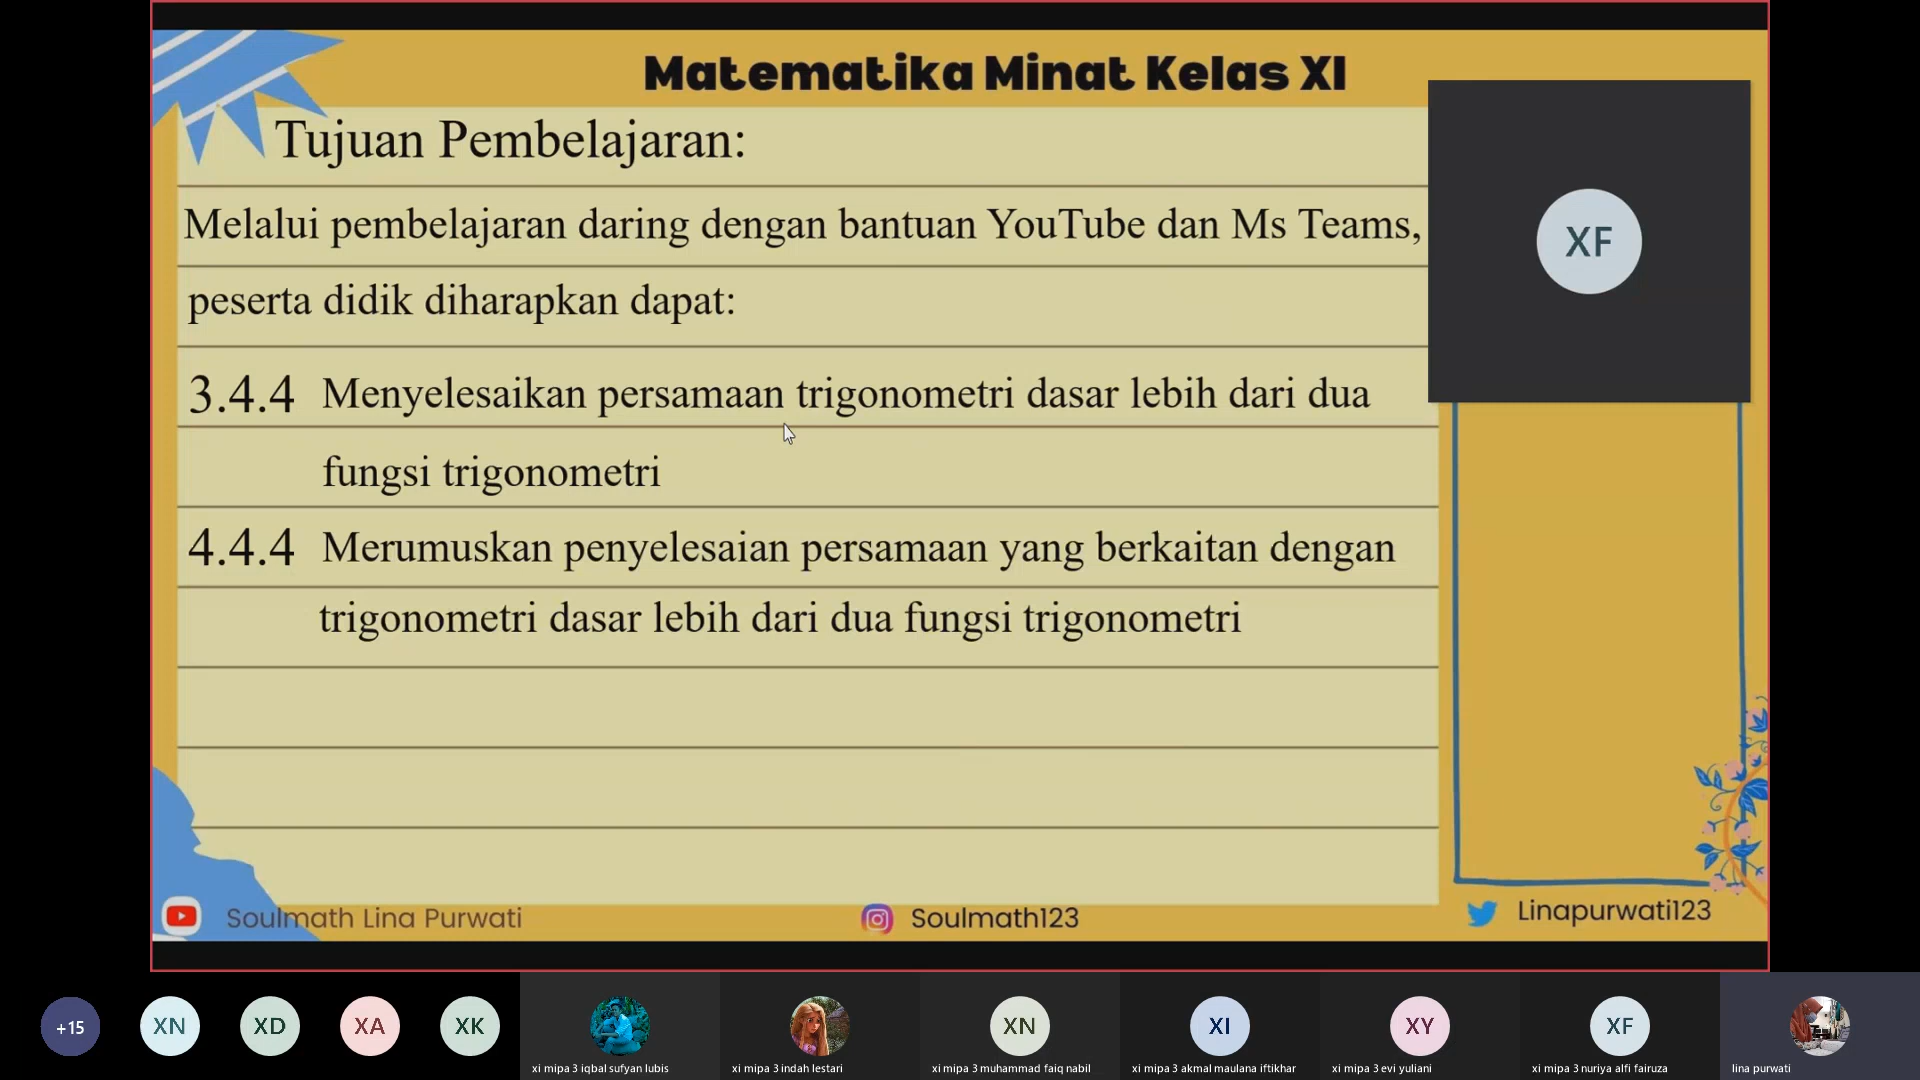 Matematika Minat Kelas XI
Tujuan Pembelajaran:
Melalui pembelajaran daring dengan bantuan YouTube dan Ms Teams,
peserta didik diharapkan dapat:
3.4.4 Menyelesaikan persamaan trigonometri dasar lebih dari dua
fungsi trigonometri
4.4.4 Merumuskan penyelesaian persamaan yang berkaitan dengan
trigonometri dasar lebih dari dua fungsi trigonometri
XF
Soulmath Lina Purwati
Soulmath123
Linapurwati123
+15
XN
XD
XA
XK
XN
XI
XY
XF
xi mipa 3 iqbal sufyan lubis
xi mipa 3 indah lestari
xi mipa 3 muhammad faiq nabil
xi mipa 3 akmal maulana iftikhar
xi mipa 3 evi yuliani
xi mipa 3 nuriya alfi fairuza
lina purwati